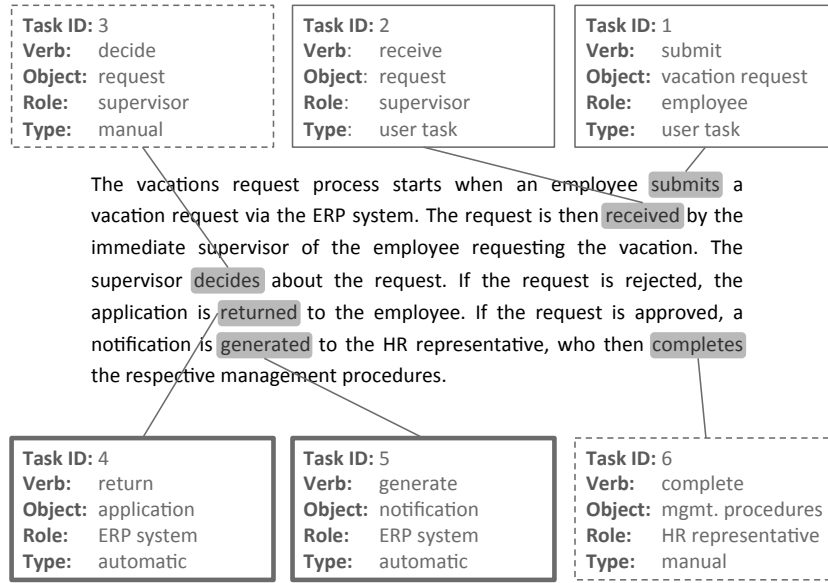 Task ID: 3
Verb: decide
Object: request
Role: supervisor
Type: manual
Task ID: 2
Verb: receive
Object: request
Role: supervisor
Type: user task
Task ID: 1
Verb: submit
Object: vacation request
Role: employee
Type: user task
The vacations request process starts when an employee submits a
vacation request via the ERP system. The request is then received by the
immediate supervisor of the employee requesting the vacation. The
supervisor decides about the request. If the request is rejected, the
application is returned to the employee. If the request is approved, a
notification is generated to the HR representative, who then completes
the respective management procedures.
Task ID: 4
Verb: return
Object: application
Role: ERP system
Type: automatic
Task ID: 5
Verb: generate
Object: notification
Role: ERP system
Type: automatic
Task ID: 6
Verb: complete
Object: mgmt. procedures
Role: HR representative
Type: manual